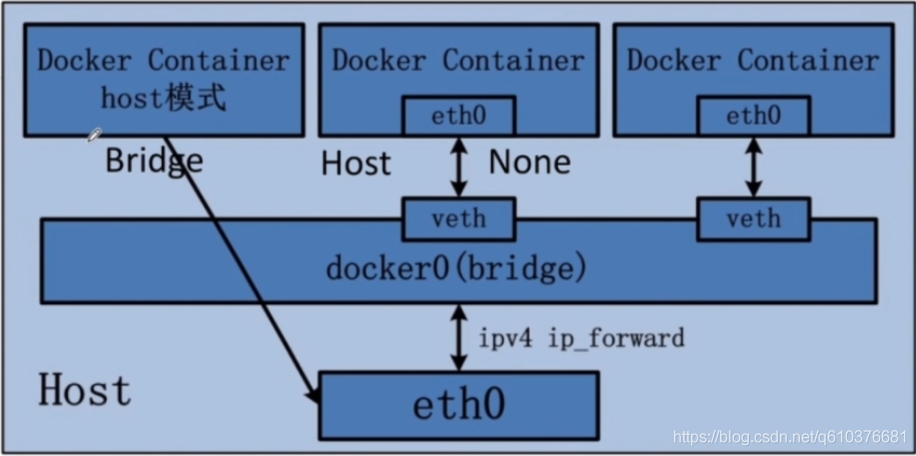 Docker Container
host模式
Docker Container
eth0
Docker Container
eth0
Bridge
Host
None
veth
veth
docker0(bridge)
ipv4 ip_forward
Host
eth0
https://blog.csdn.net/q610376681